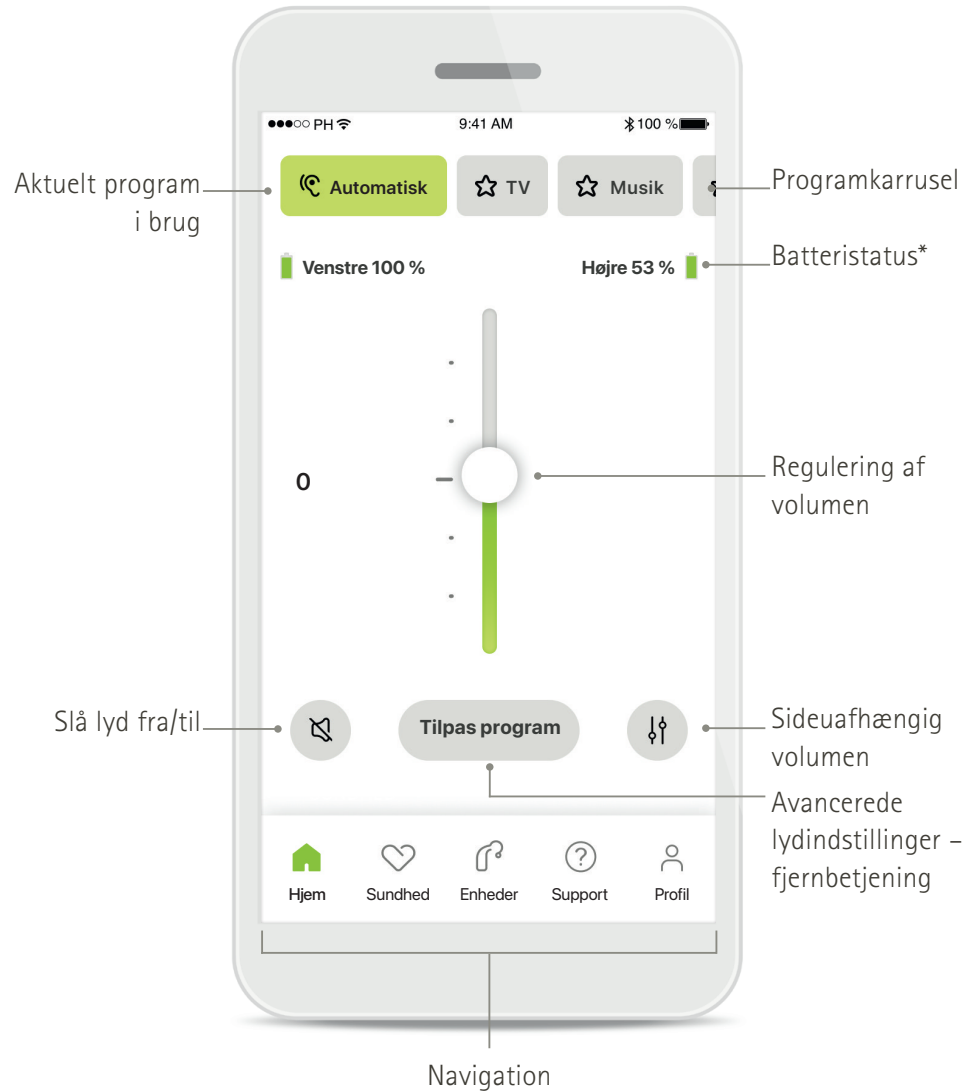 PH
9:41 AM
100 %
Aktuelt program
i brug
Automatisk
TV
Musik
Programkarrusel
Venstre 100 %
Højre 53 %
Batteristatus*
0
Regulering af
volumen
Slå lyd fra/til
Tilpas program
Sideuafhængig
volumen
Avancerede
lydindstillinger –
fjernbetjening
Hjem
Sundhed
Enheder
Support
Profil
Navigation